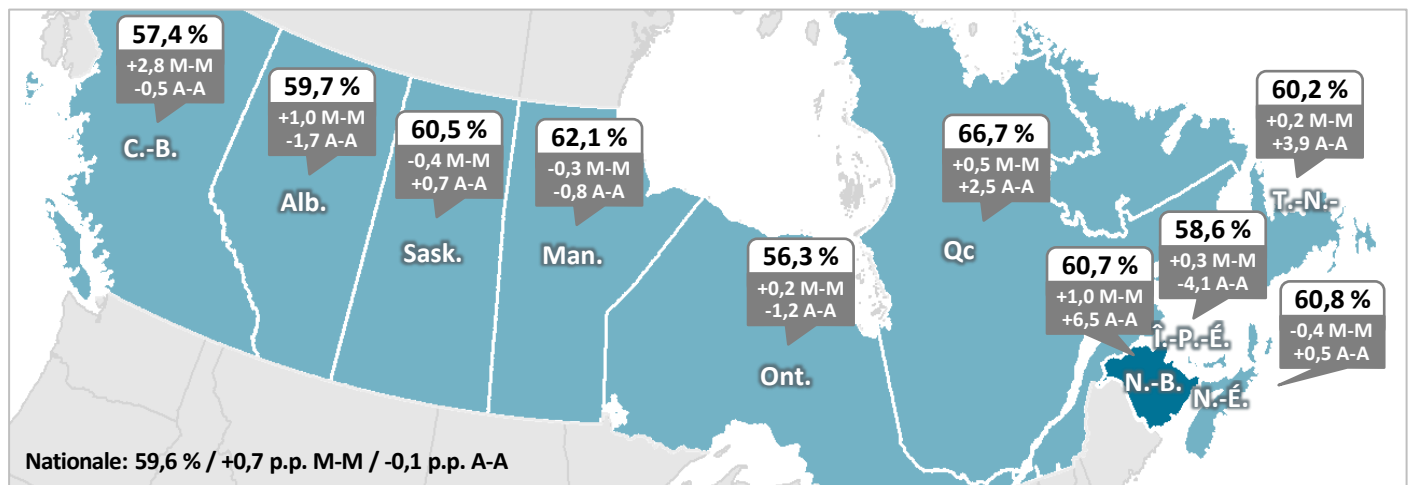 57,4 %
+2,8 M-M
-0,5 A-A
C.-B.
59,7 %
+1,0 M-M
-1,7 A-A
Alb.
60,5 %
-0,4 M-M
+0,7 A-A
Sask.
62,1 %
-0,3 M-M
-0,8 A-A
Man.
56,3 %
+0,2 M-M
-1,2 A-A
Ont.
66,7 %
+0,5 M-M
+2,5 A-A
Qc
60,2 %
+0,2 M-M
+3,9 A-A
T.-N.-
58,6 %
+0,3 M-M
-4,1 A-A
Î.-P.-É.
60,7 %
+1,0 M-M
+6,5 A-A
N.-B.
60,8 %
-0,4 M-M
+0,5 A-A
N.-É.
Nationale: 59,6 % / +0,7 p.p. M-M / -0,1 p.p. A-A